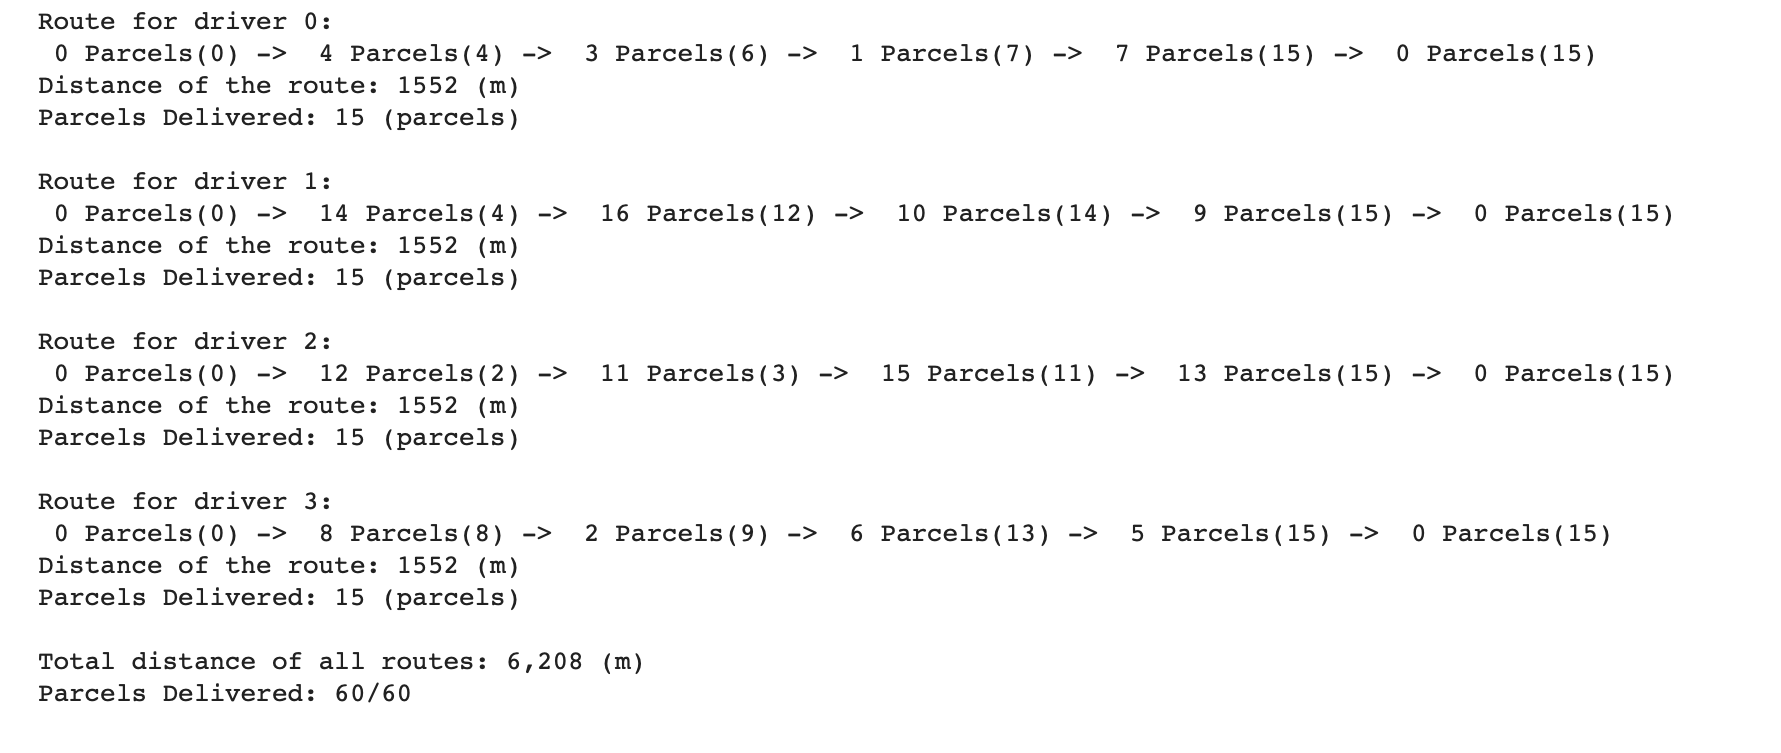 Route for driver 0:
0 Parcels(0) -> 4 Parcels(4) -> 3 Parcels(6) -> 1 Parcels(7) -> 7 Parcels(15) -> 0 Parcels(15)
Distance of the route: 1552 (m)
Parcels Delivered: 15 (parcels)
Route for driver 1:
0 Parcels(0) -> 14 Parcels(4) -> 16 Parcels(12) -> 10 Parcels(14) -> 9 Parcels(15) -> 0 Parcels(15)
Distance of the route: 1552 (m)
Parcels Delivered: 15 (parcels)
Route for driver 2:
0 Parcels(0) -> 12 Parcels(2) -> 11 Parcels(3) -> 15 Parcels(11) -> 13 Parcels(15) -> 0 Parcels(15)
Distance of the route: 1552 (m)
Parcels Delivered: 15 (parcels)
Route for driver 3:
0 Parcels(0) -> 8 Parcels(8) -> 2 Parcels(9) -> 6 Parcels(13) -> 5 Parcels(15) -> 0 Parcels(15)
Distance of the route: 1552 (m)
Parcels Delivered: 15 (parcels)
Total distance of all routes: 6,208 (m)
Parcels Delivered: 60/60